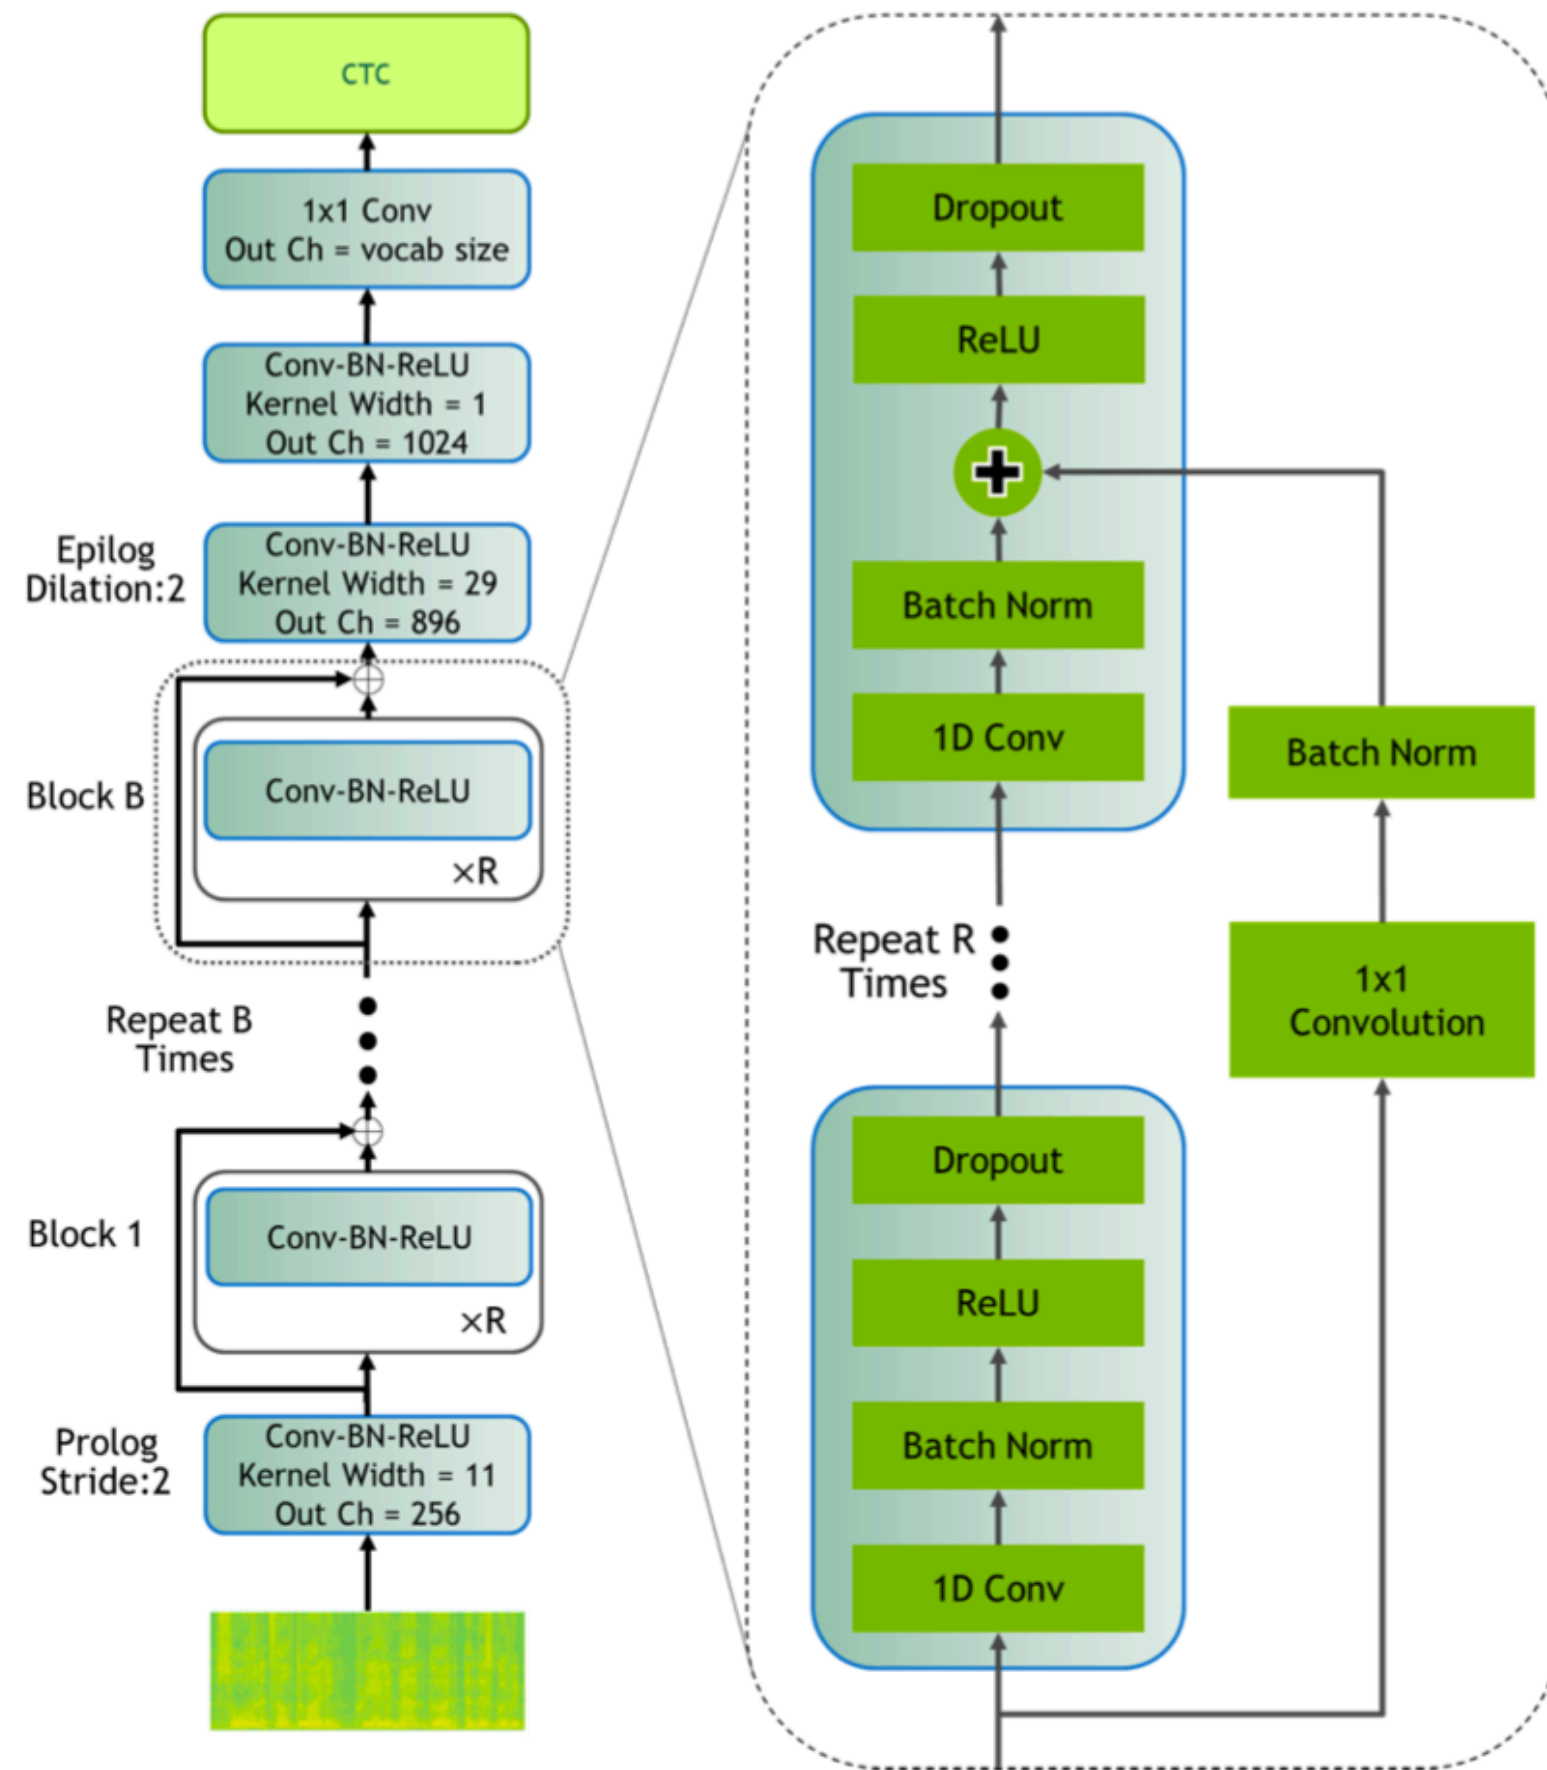 CTC
1x1 Conv
Out Ch = vocab size
Conv-BN-ReLU
Kernel Width = 1
Out Ch = 1024
Epilog
Dilation:2
Conv-BN-ReLU
Kernel Width = 29
Out Ch = 896
Block B
Conv-BN-ReLU
×R
Repeat B
Times
Block 1
Conv-BN-ReLU
×R
Prolog
Stride:2
Conv-BN-ReLU
Kernel Width = 11
Out Ch = 256
Dropout
ReLU
Batch Norm
1D Conv
Batch Norm
Repeat R
Times
1x1
Convolution
Dropout
ReLU
Batch Norm
1D Conv